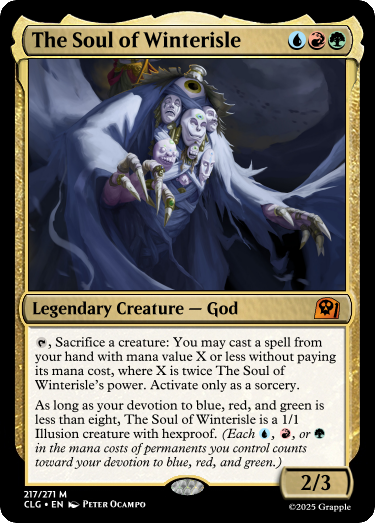 The Soul of Winterisle
Legendary Creature — God
, Sacrifice a creature: You may cast a spell from
your hand with mana value X or less without paying
its mana cost, where X is twice The Soul of
Winterisle's power. Activate only as a sorcery.
As long as your devotion to blue, red, and green is
less than eight, The Soul of Winterisle is a 1/1
Illusion creature with hexproof. (Each , , or
in the mana costs of permanents you control counts
toward your devotion to blue, red, and green.)
2/3
217/271 M
CLG • EN Peter Ocampo
©2025 Grapple